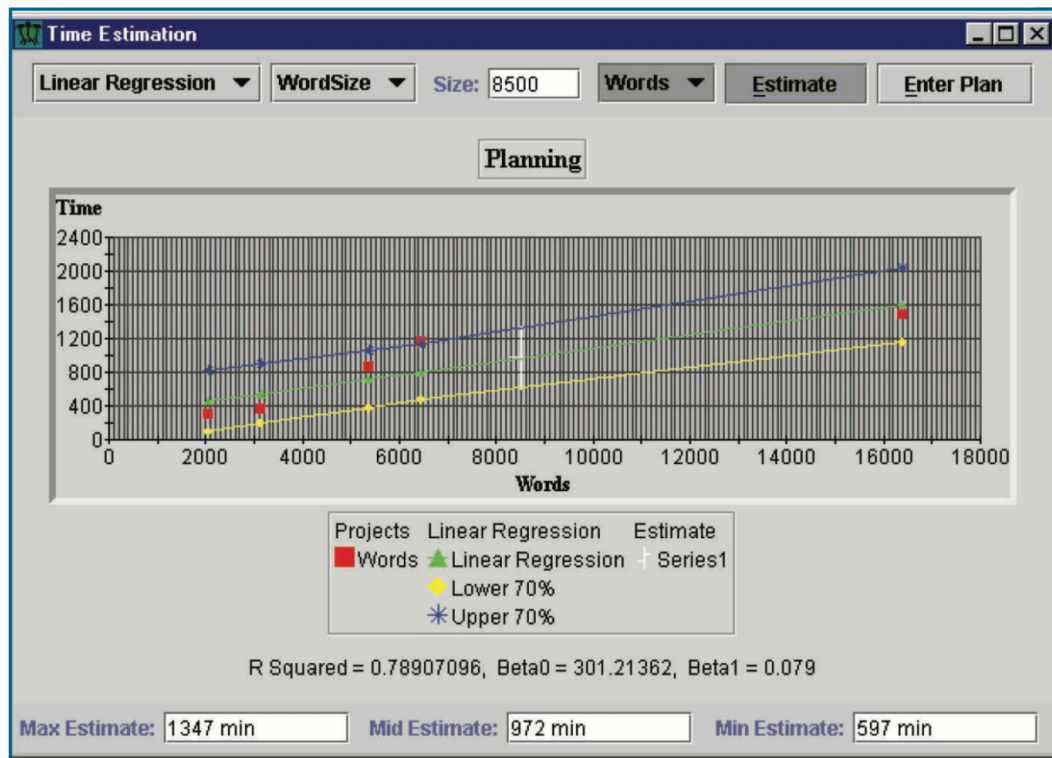 Time Estimation
Linear Regression WordSize Size: 8500 Words Estimate Enter Plan
Planning
Time
2400
2000
1600
1200
800
400
0
0 2000 4000 6000 8000 10000 12000 14000 16000 18000
Words
Projects Linear Regression Estimate
Words Linear Regression Series1
Lower 70%
Upper 70%
R Squared = 0.78907096, Beta0 = 301.21362, Beta1 = 0.079
Max Estimate: 1347 min Mid Estimate: 972 min Min Estimate: 597 min